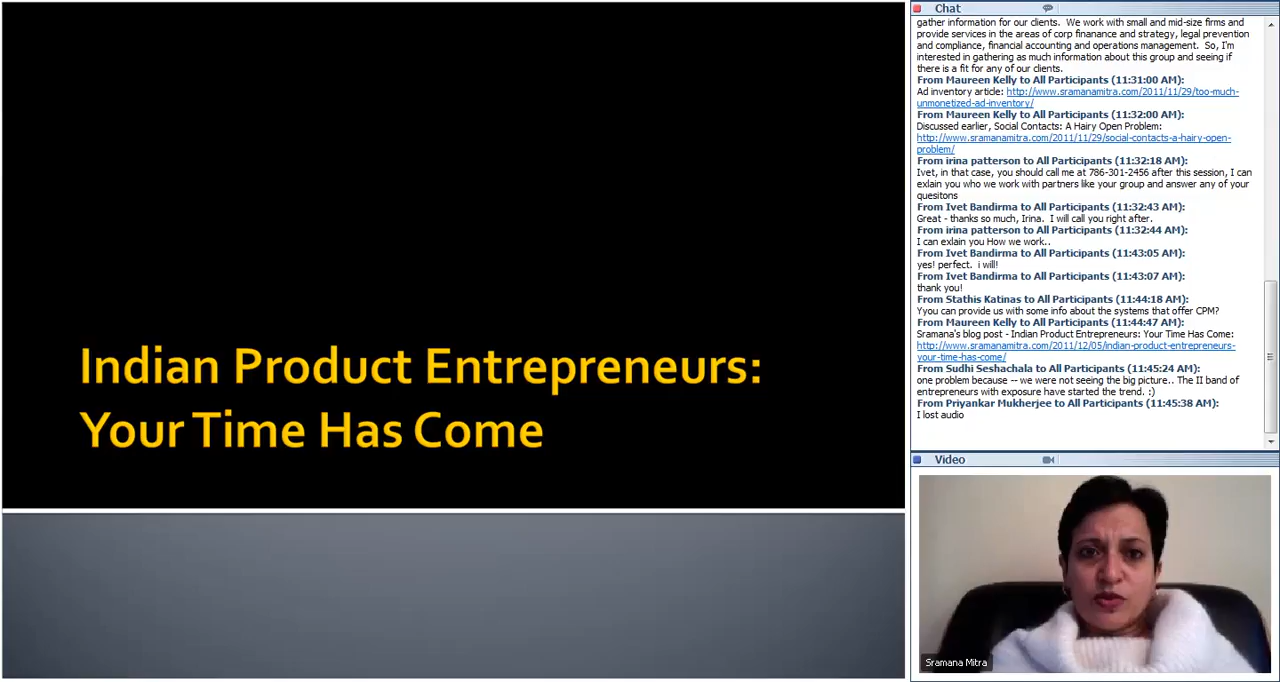 Indian Product Entrepreneurs:
Your Time Has Come
Chat
gather information for our clients. We work with small and mid-size firms and
provide services in the areas of corp finanance and strategy, legal prevention
and compliance, financial accounting and operations management. So, I'm
interested in gathering as much information about this group and seeing if
there is a fit for any of our clients.
From Maureen Kelly to All Participants (11:31:00 AM):
Ad inventory article: http://www.sramanamitra.com/2011/11/29/too-much-
unmonetized-ad-inventory/
From Maureen Kelly to All Participants (11:32:00 AM):
Discussed earlier, Social Contacts: A Hairy Open Problem:
http://www.sramanamitra.com/2011/11/29/social-contacts-a-hairy-open-
problem/
From irina patterson to All Participants (11:32:18 AM):
Ivet, in that case, you should call me at 786-301-2456 after this session, I can
exlain you who we work with partners like your group and answer any of your
quesitons
From Ivet Bandirma to All Participants (11:32:43 AM):
Great - thanks so much, Irina. I will call you right after.
From irina patterson to All Participants (11:32:44 AM):
I can exlain you How we work..
From Ivet Bandirma to All Participants (11:43:05 AM):
yes! perfect. i will!
From Ivet Bandirma to All Participants (11:43:07 AM):
thank you!
From Stathis Katinas to All Participants (11:44:18 AM):
Yyou can provide us with some info about the systems that offer CPM?
From Maureen Kelly to All Participants (11:44:47 AM):
Sramana's blog post - Indian Product Entrepreneurs: Your Time Has Come:
http://www.sramanamitra.com/2011/12/05/indian-product-entrepreneurs-
your-time-has-come/
From Sudhi Seshachala to All Participants (11:45:24 AM):
one problem because -- we were not seeing the big picture.. The II band of
entrepreneurs with exposure have started the trend. :)
From Priyankar Mukherjee to All Participants (11:45:38 AM):
I lost audio
Video
Sramana Mitra